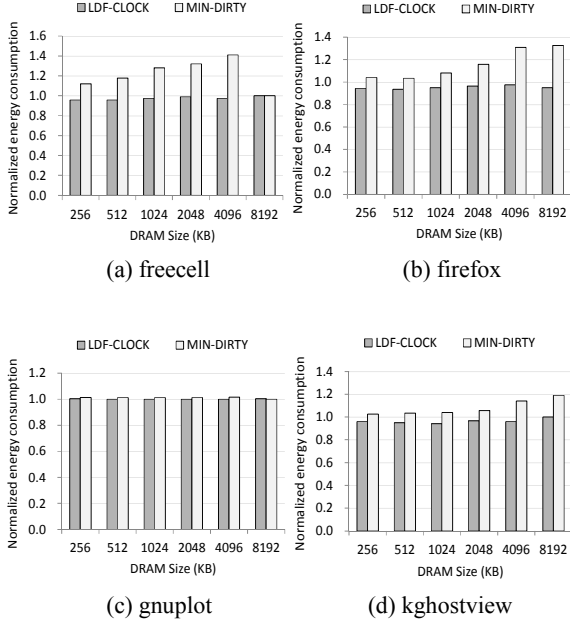 LDF-CLOCK MIN-DIRTY
Normalized energy consumption
1.6
1.4
1.2
1.0
0.8
0.6
0.4
0.2
0.0
256 512 1024 2048 4096 8192
DRAM Size (KB)
(a) freecell
LDF-CLOCK MIN-DIRTY
Normalized energy consumption
1.4
1.2
1.0
0.8
0.6
0.4
0.2
0.0
256 512 1024 2048 4096 8192
DRAM Size (KB)
(b) firefox
LDF-CLOCK MIN-DIRTY
Normalized energy consumption
1.2
1.0
0.8
0.6
0.4
0.2
0.0
256 512 1024 2048 4096 8192
DRAM Size (KB)
(c) gnuplot
LDF-CLOCK MIN-DIRTY
Normalized energy consumption
1.4
1.2
1.0
0.8
0.6
0.4
0.2
0.0
256 512 1024 2048 4096 8192
DRAM Size (KB)
(d) kghostview